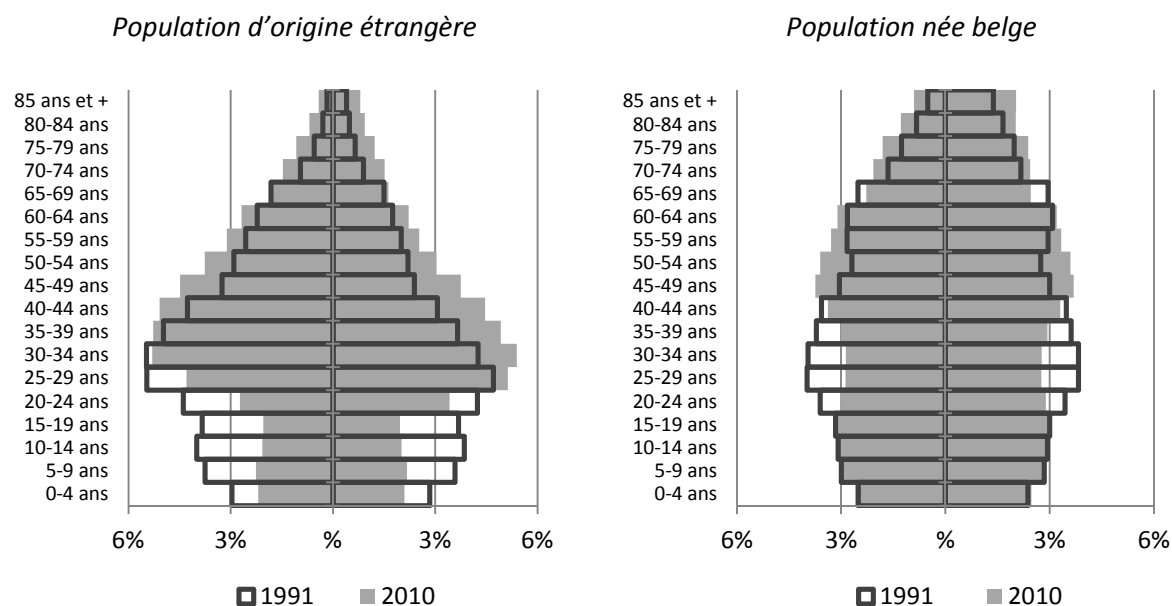 Population d’origine étrangère
85 ans et +
80-84 ans
75-79 ans
70-74 ans
65-69 ans
60-64 ans
55-59 ans
50-54 ans
45-49 ans
40-44 ans
35-39 ans
30-34 ans
25-29 ans
20-24 ans
15-19 ans
10-14 ans
5-9 ans
0-4 ans
6% 3% % 3% 6%
1991 2010
Population née belge
85 ans et +
80-84 ans
75-79 ans
70-74 ans
65-69 ans
60-64 ans
55-59 ans
50-54 ans
45-49 ans
40-44 ans
35-39 ans
30-34 ans
25-29 ans
20-24 ans
15-19 ans
10-14 ans
5-9 ans
0-4 ans
6% 3% % 3% 6%
1991 2010